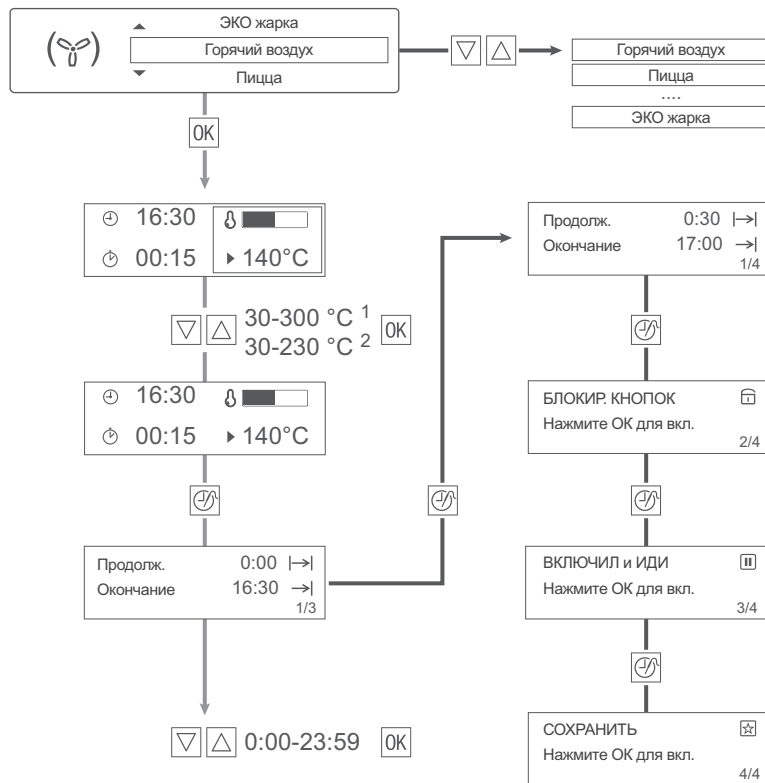 ЭКО жарка
Горячий воздух
Пицца
Горячий воздух
Пицца
....
ЭКО жарка
OK
16:30
00:15
140°C
30-300 °C 1
30-230 °C 2
OK
16:30
00:15
140°C
Продолж. 0:00
Окончание 16:30
1/3
0:00-23:59 OK
Продолж. 0:30
Окончание 17:00
1/4
БЛОКИР. КНОПОК
Нажмите ОК для вкл.
2/4
ВКЛЮЧИЛ и ИДИ
Нажмите ОК для вкл.
3/4
СОХРАНИТЬ
Нажмите ОК для вкл.
4/4